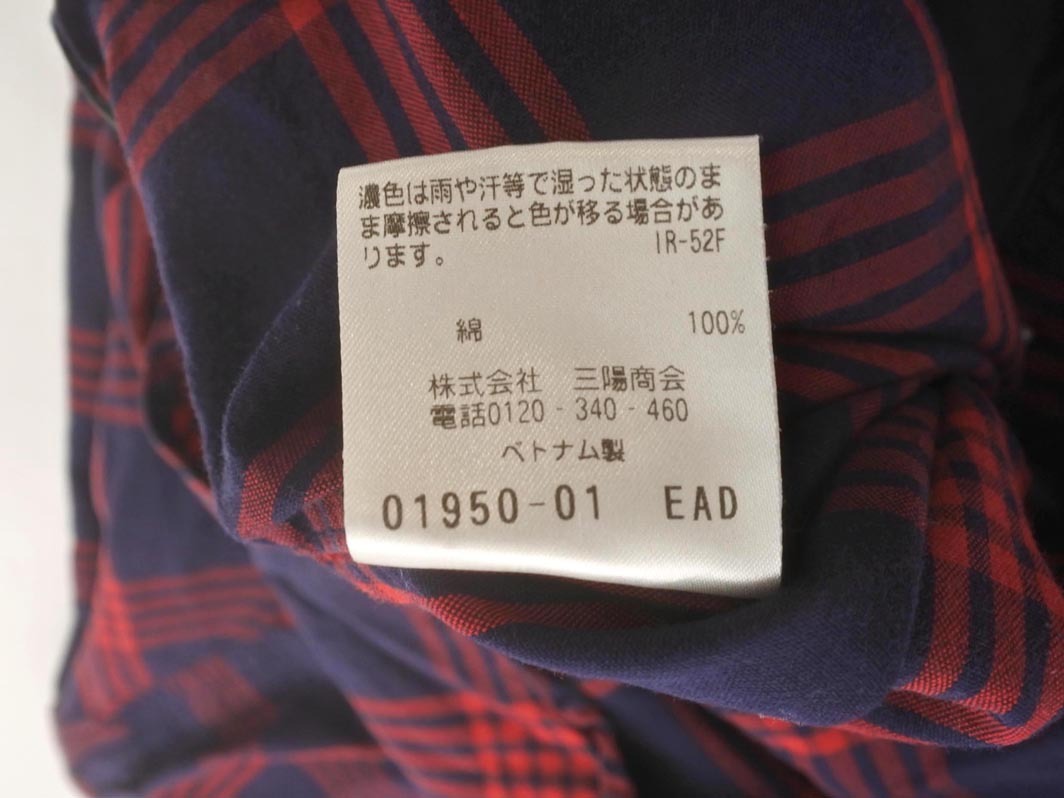 濃色は雨や汗等で湿った状態のま
ま摩擦されると色が移る場合があ
ります。 IR-52F
綿 100%
株式会社 三陽商会
電話0120-340-460
ベトナム製
01950-01 EAD